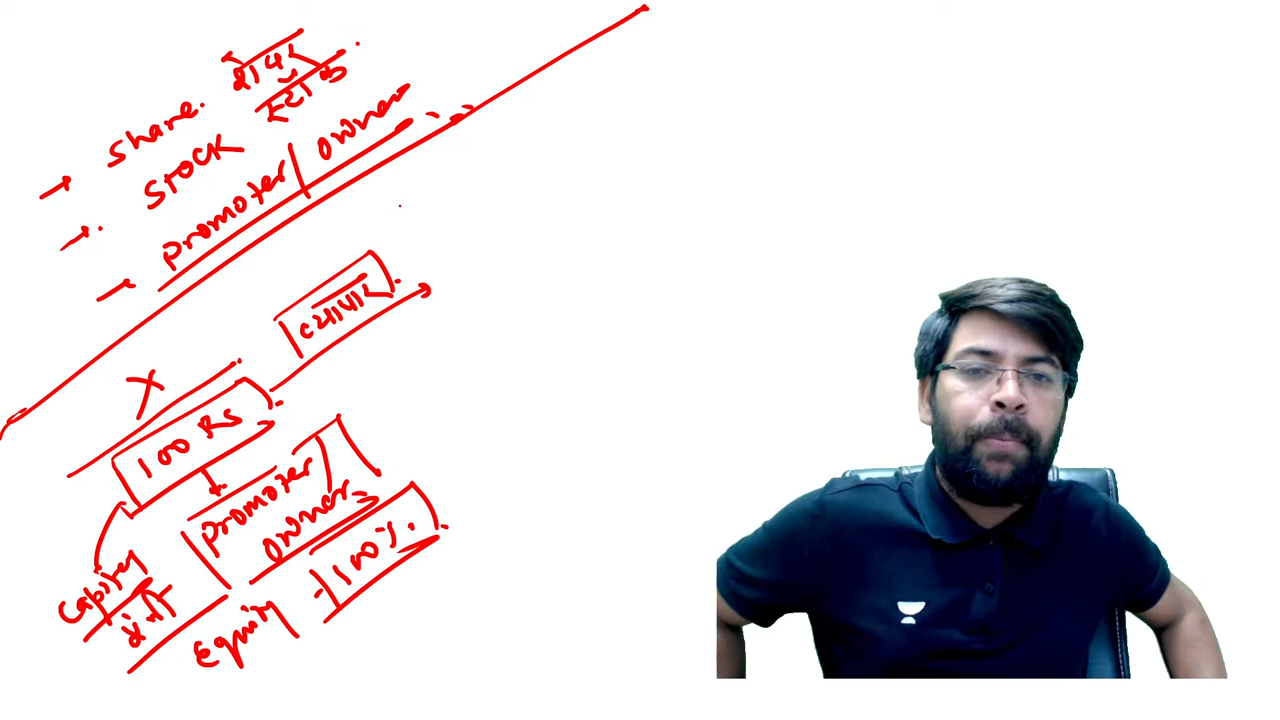 → Share. शेयर
→ STOCK स्टॉक
→ Promoter/ owner
X
100 RS
व्यापार
Promoter
owner
Capital
पूंजी
Equity 100%